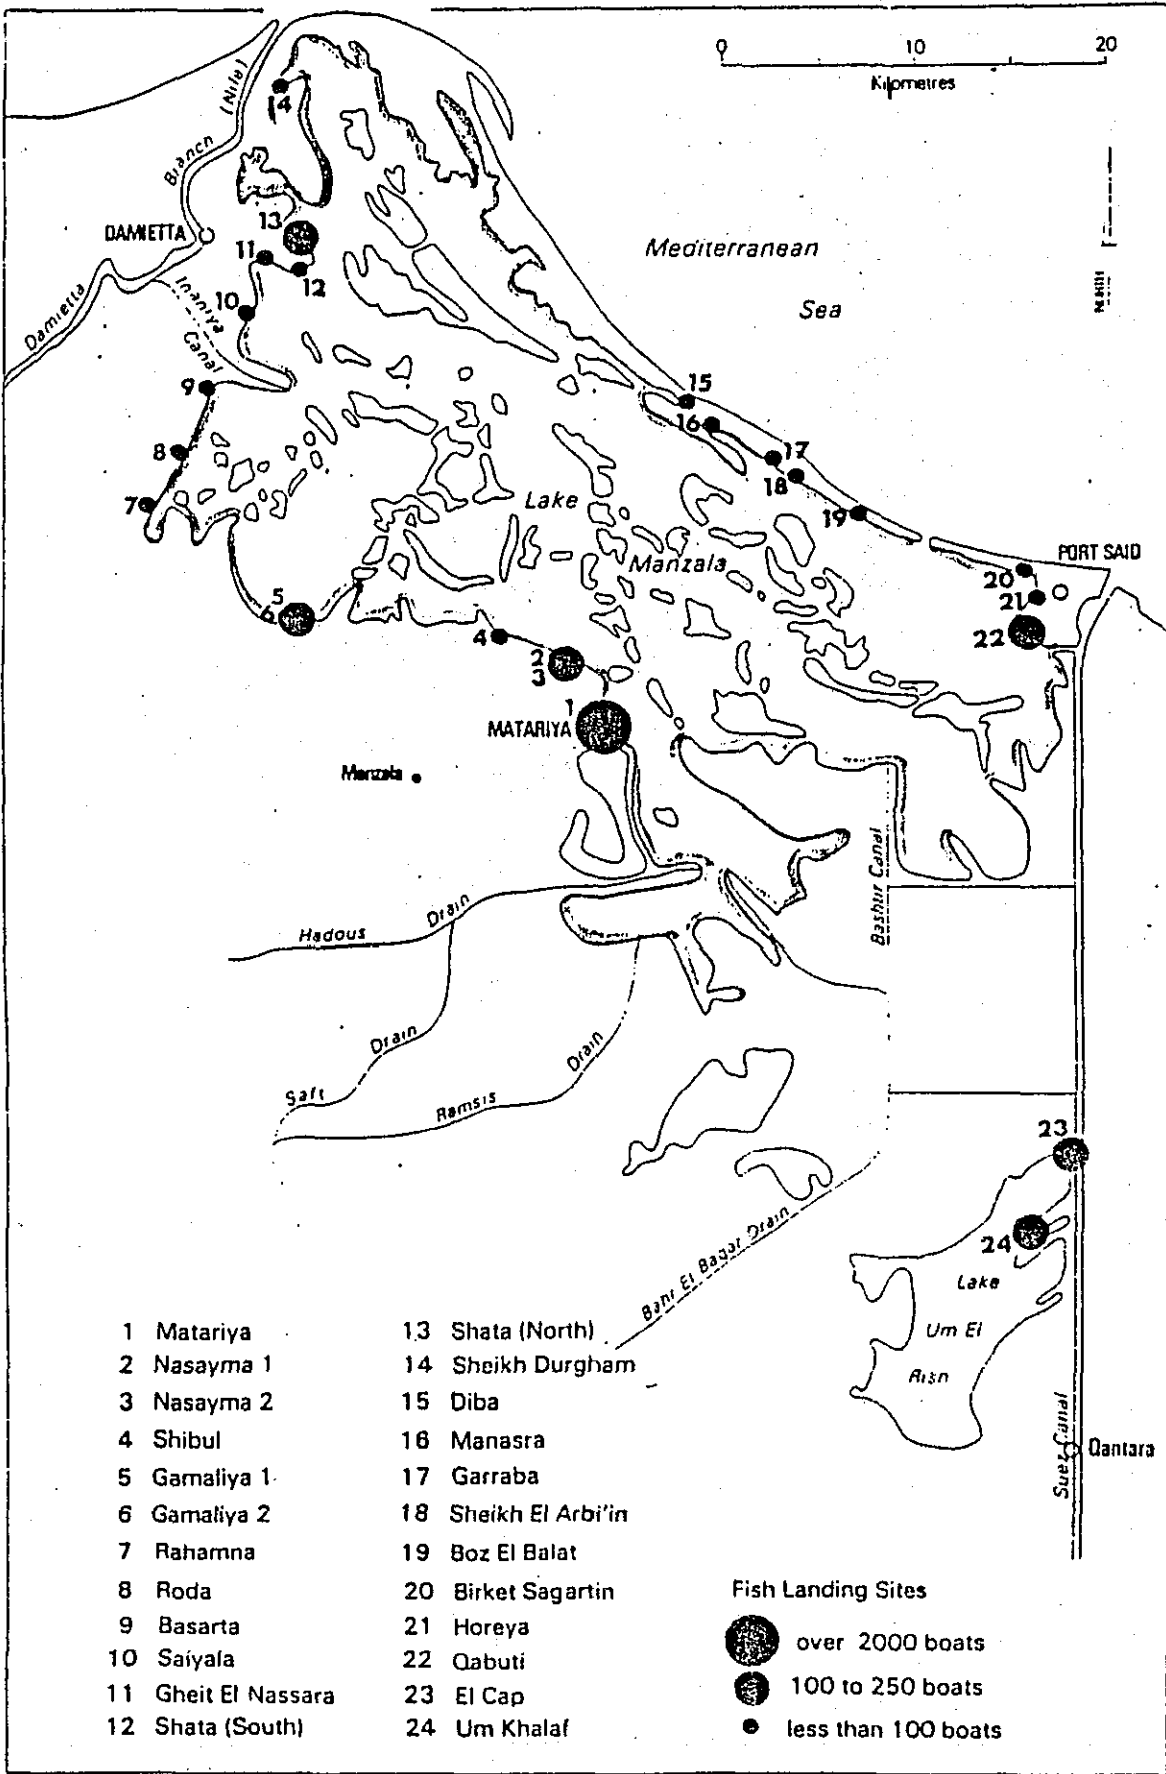 0 10 20
Kilometres
Branch (Nile)
14
13
DAMIETTA
11
12
Mediterranean
Sea
NORTH
Damietta
10
Inaniya
Canal
9
15
16
8
17
18
7
Lake
19
Manzala
PORT SAID
20
5
6
21
4
22
2
3
1
MATARIYA
Manzala
Bashur Canal
Hadous Drain
Saft Drain
Ramsis Drain
23
24
Bahr El Baqar Drain
Lake
Um El
Risn
Suez Canal
Qantara
1 Matariya
2 Nasayma 1
3 Nasayma 2
4 Shibul
5 Gamaliya 1
6 Gamaliya 2
7 Rahamna
8 Roda
9 Basarta
10 Saiyala
11 Gheit El Nassara
12 Shata (South)
13 Shata (North)
14 Sheikh Durgham
15 Diba
16 Manasra
17 Garraba
18 Sheikh El Arbi'in
19 Boz El Balat
20 Birket Sagartin
21 Horeya
22 Qabuti
23 El Cap
24 Um Khalaf
Fish Landing Sites
over 2000 boats
100 to 250 boats
less than 100 boats